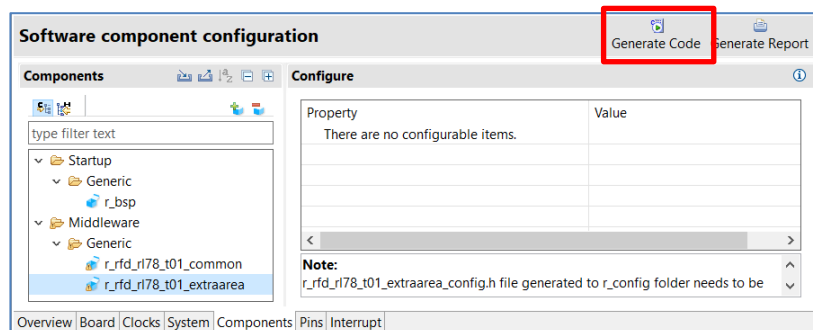 Software component configuration
Generate Code Generate Report
Components
Configure
type filter text
Property Value
There are no configurable items.
Startup
Generic
r_bsp
Middleware
Generic
r_rfd_rl78_t01_common
r_rfd_rl78_t01_extraarea
Note:
r_rfd_rl78_t01_extraarea_config.h file generated to r_config folder needs to be
Overview Board Clocks System Components Pins Interrupt